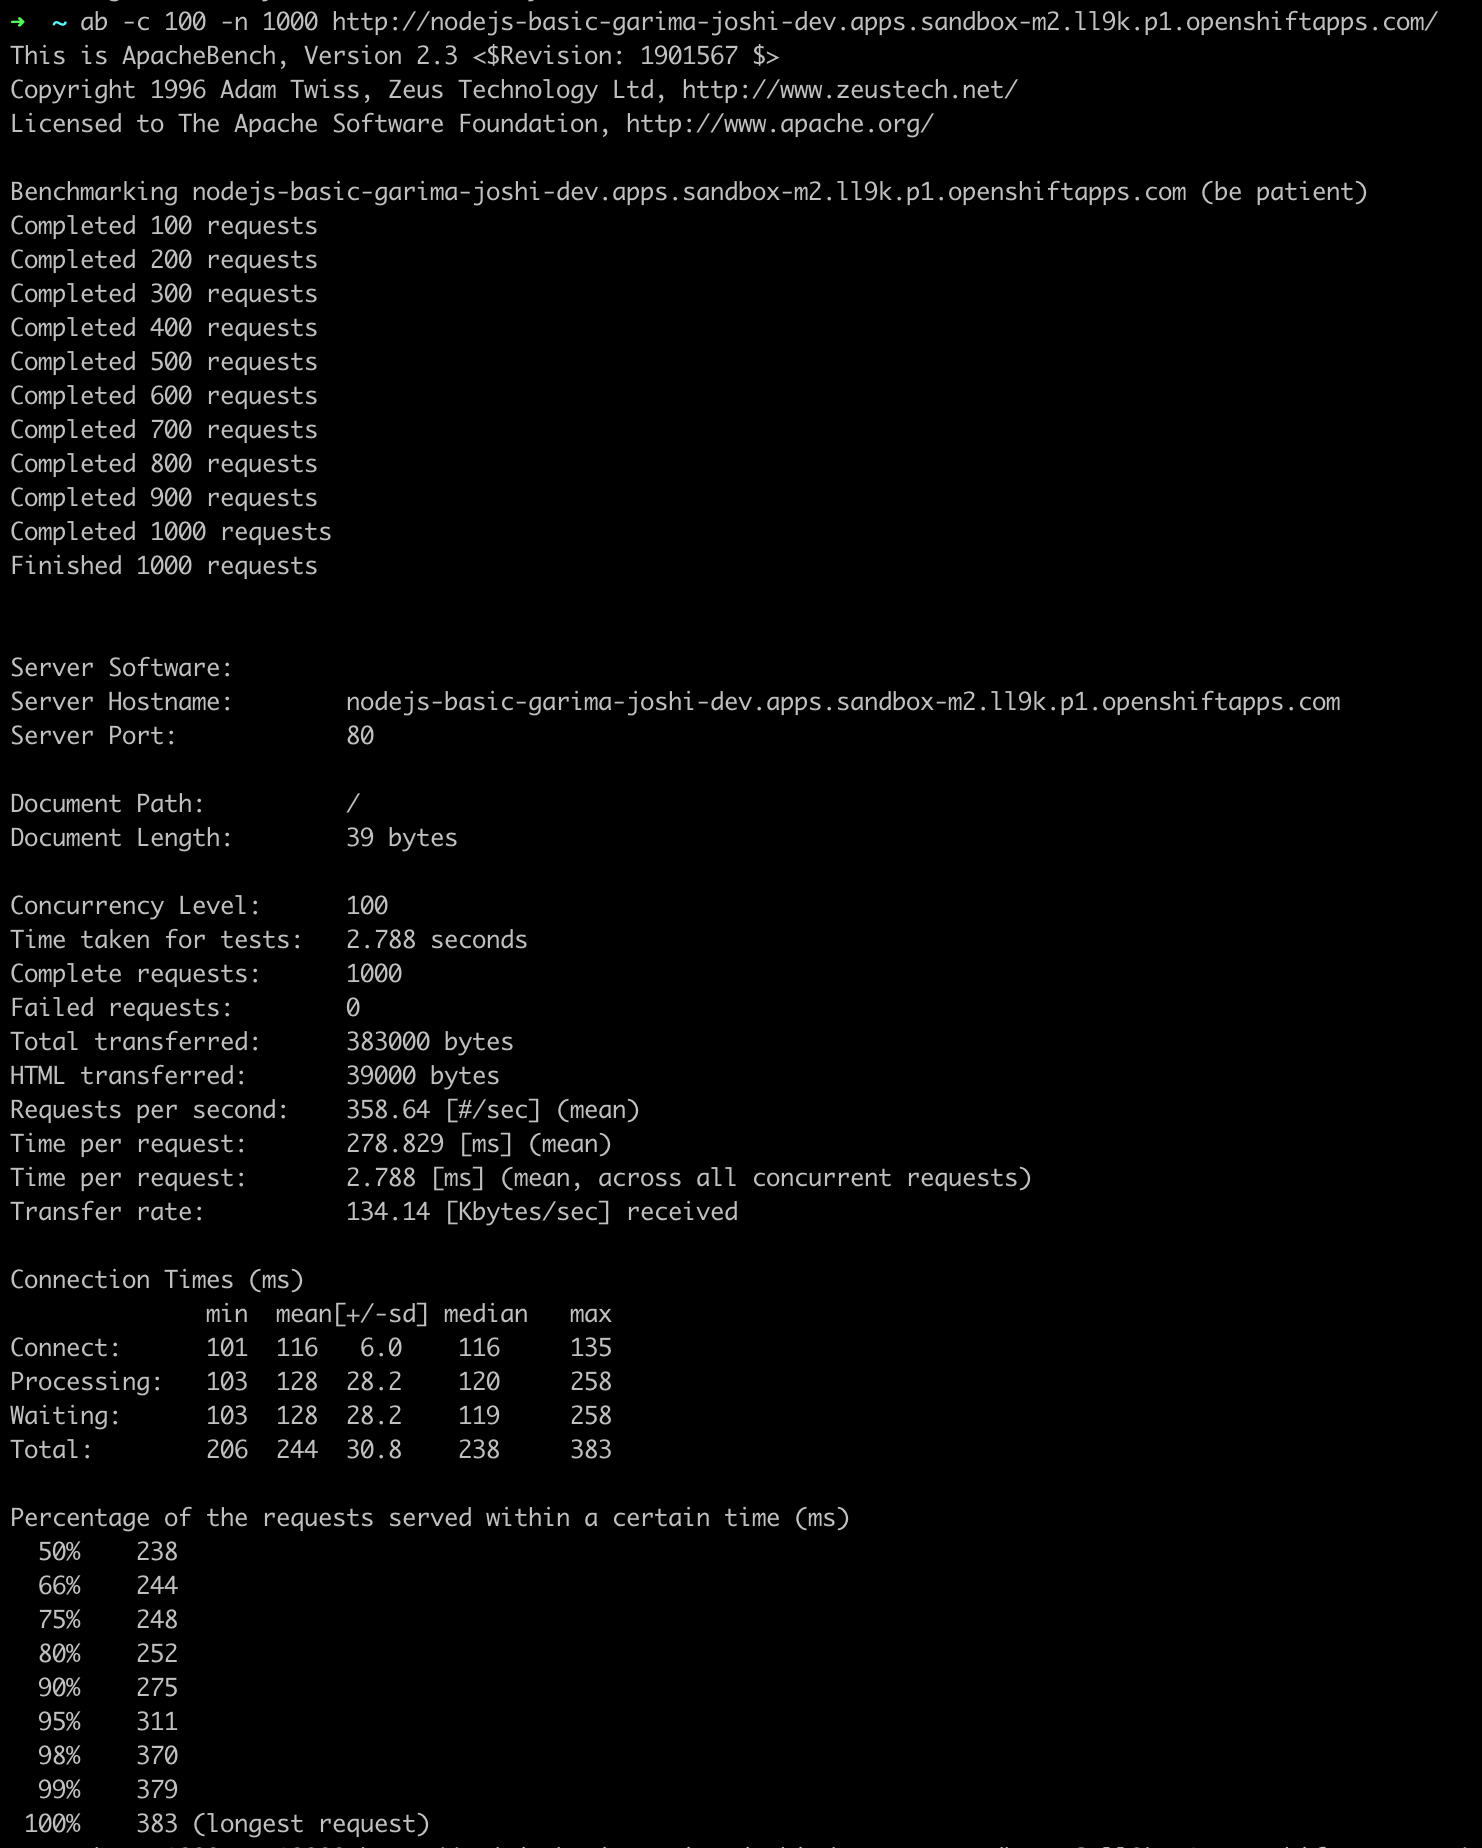 ➜  ~ ab -c 100 -n 1000 http://nodejs-basic-garima-joshi-dev.apps.sandbox-m2.ll9k.p1.openshiftapps.com/
This is ApacheBench, Version 2.3 <$Revision: 1901567 $>
Copyright 1996 Adam Twiss, Zeus Technology Ltd, http://www.zeustech.net/
Licensed to The Apache Software Foundation, http://www.apache.org/

Benchmarking nodejs-basic-garima-joshi-dev.apps.sandbox-m2.ll9k.p1.openshiftapps.com (be patient)
Completed 100 requests
Completed 200 requests
Completed 300 requests
Completed 400 requests
Completed 500 requests
Completed 600 requests
Completed 700 requests
Completed 800 requests
Completed 900 requests
Completed 1000 requests
Finished 1000 requests

Server Software:
Server Hostname:        nodejs-basic-garima-joshi-dev.apps.sandbox-m2.ll9k.p1.openshiftapps.com
Server Port:            80

Document Path:          /
Document Length:        39 bytes

Concurrency Level:      100
Time taken for tests:   2.788 seconds
Complete requests:      1000
Failed requests:        0
Total transferred:      383000 bytes
HTML transferred:       39000 bytes
Requests per second:    358.64 [#/sec] (mean)
Time per request:       278.829 [ms] (mean)
Time per request:       2.788 [ms] (mean, across all concurrent requests)
Transfer rate:          134.14 [Kbytes/sec] received

Connection Times (ms)
              min  mean[+/-sd] median   max
Connect:      101  116   6.0    116     135
Processing:   103  128  28.2    120     258
Waiting:      103  128  28.2    119     258
Total:        206  244  30.8    238     383

Percentage of the requests served within a certain time (ms)
  50%    238
  66%    244
  75%    248
  80%    252
  90%    275
  95%    311
  98%    370
  99%    379
 100%    383 (longest request)